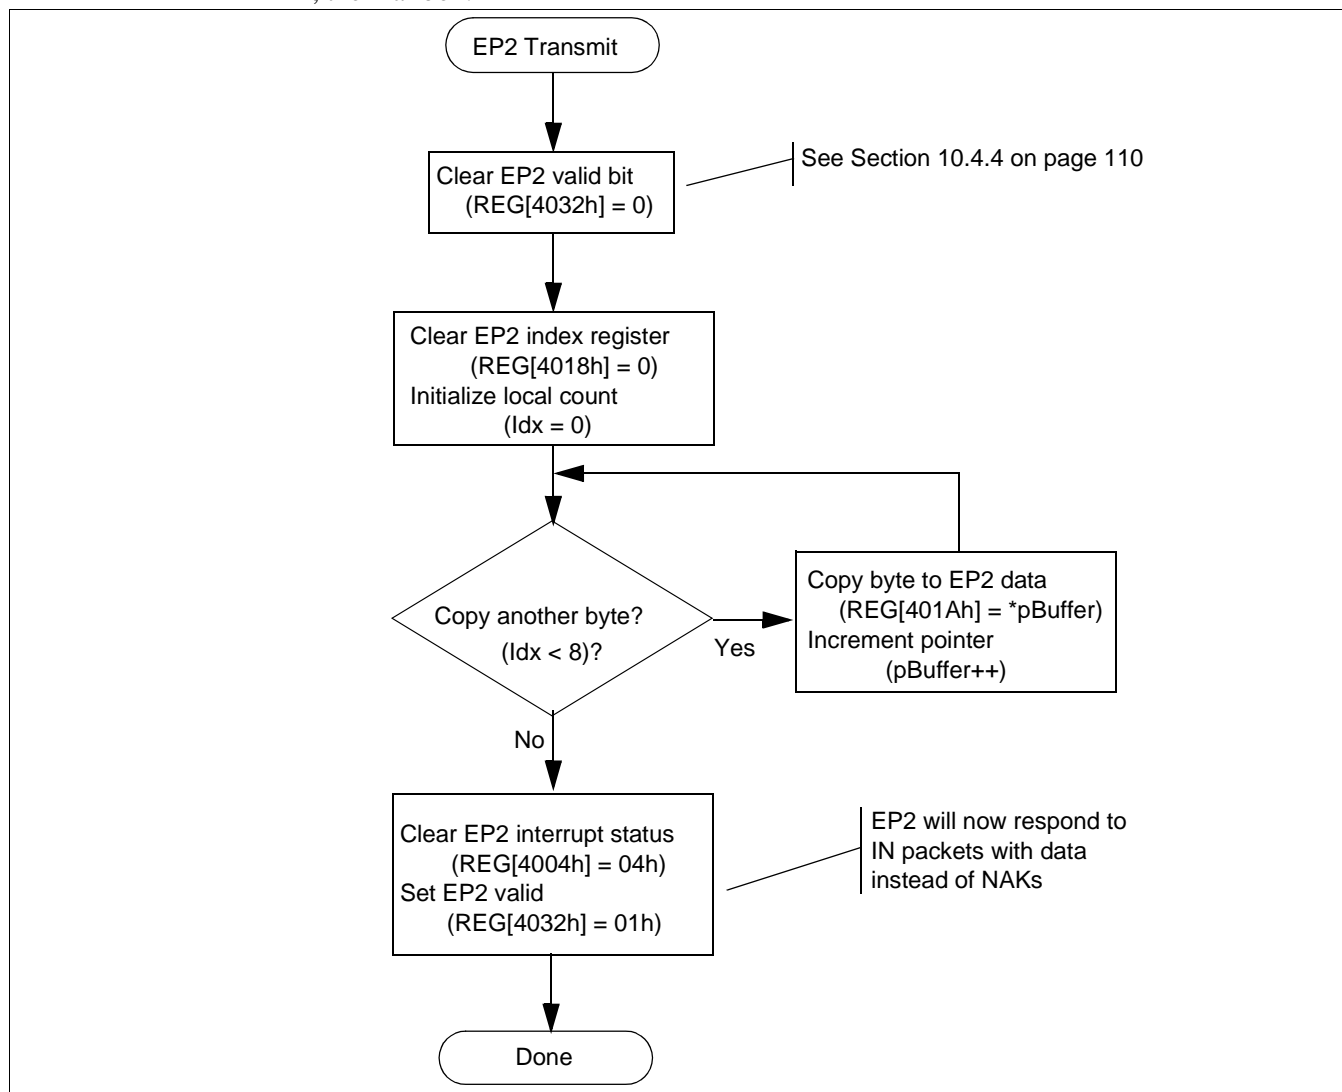 EP2 Transmit
See Section 10.4.4 on page 110
Clear EP2 valid bit
(REG[4032h] = 0)
Clear EP2 index register
(REG[4018h] = 0)
Initialize local count
(Idx = 0)
Copy another byte?
(Idx < 8)?
Yes
Copy byte to EP2 data
(REG[401Ah] = *pBuffer)
Increment pointer
(pBuffer++)
No
Clear EP2 interrupt status
(REG[4004h] = 04h)
Set EP2 valid
(REG[4032h] = 01h)
EP2 will now respond to
IN packets with data
instead of NAKs
Done